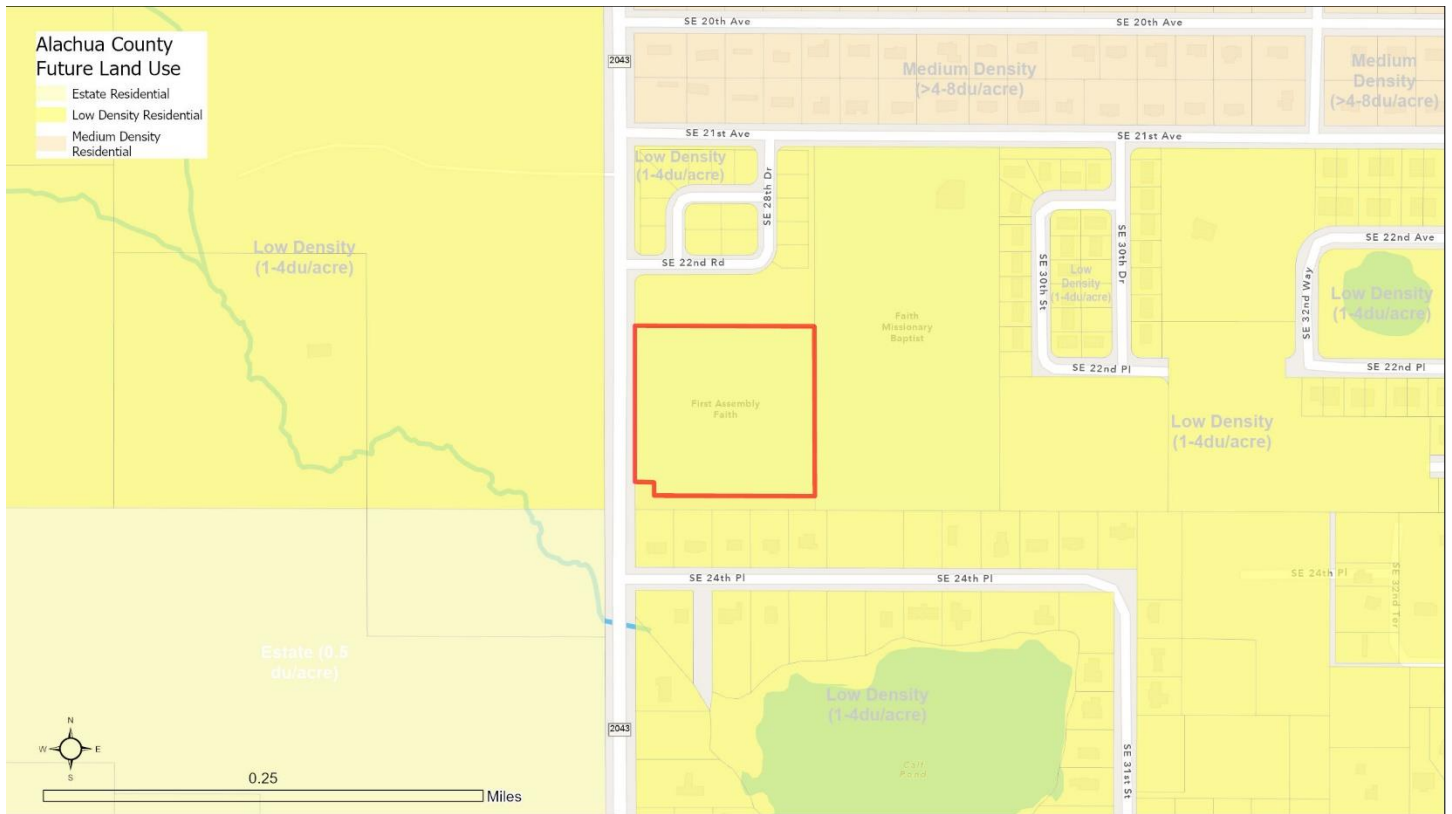 Alachua County
Future Land Use
Estate Residential
Low Density Residential
Medium Density
Residential
SE 20th Ave
SE 20th Ave
2043
Medium Density
(>4-8du/acre)
Medium
Density
(>4-8du/acre)
SE 21st Ave
SE 21st Ave
Low Density
(1-4du/acre)
SE 28th Dr
SE 22nd Rd
Low Density
(1-4du/acre)
SE 30th St
SE 30th Dr
Low
Density
(1-4du/acre)
SE 22nd Ave
SE 32nd Way
Low Density
(1-4du/acre)
Faith
Missionary
Baptist
SE 22nd Pl
SE 22nd Pl
First Assembly
Faith
Low Density
(1-4du/acre)
SE 24th Pl
SE 24th Pl
SE 24th Pl
SE 32nd Ter
Estate (0.5
du/acre)
Low Density
(1-4du/acre)
2043
Calf
Pond
SE 31st St
N
W
E
S
0.25
Miles